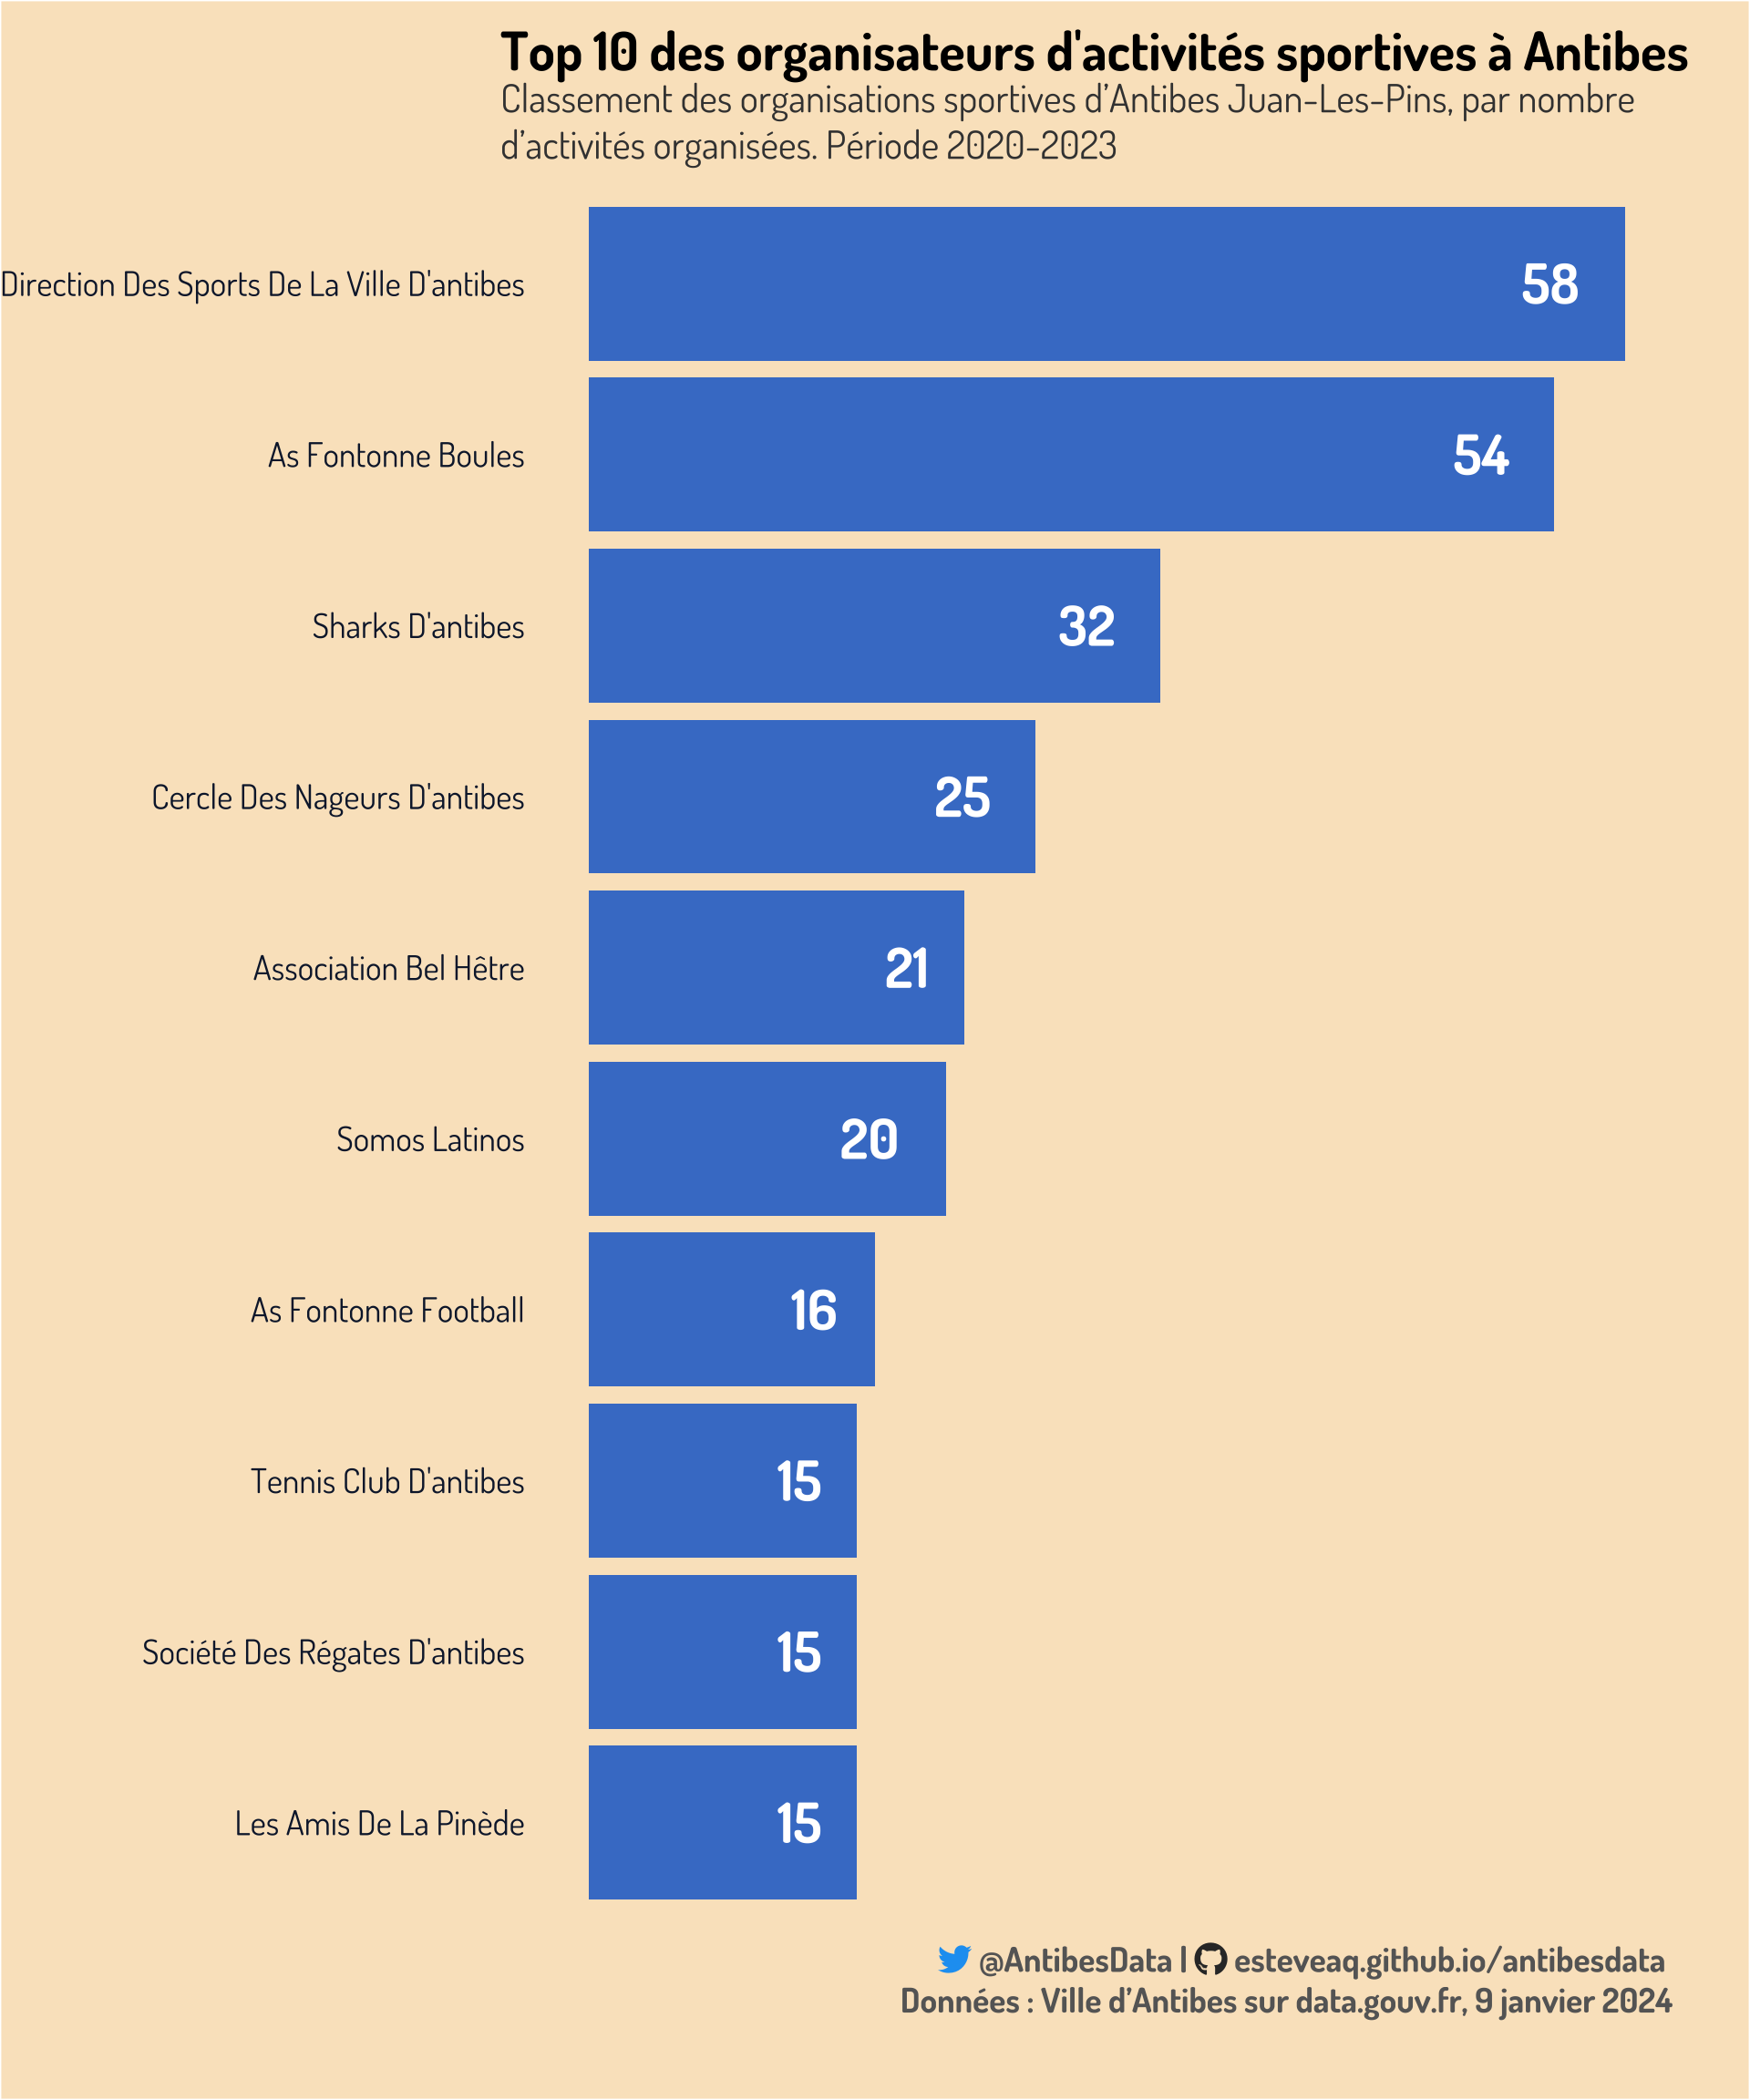 Top 10 des organisateurs d'activités sportives à Antibes
Classement des organisations sportives d’Antibes Juan-Les-Pins, par nombre
d’activités organisées. Période 2020-2023
Direction Des Sports De La Ville D'antibes 58
As Fontonne Boules 54
Sharks D'antibes 32
Cercle Des Nageurs D'antibes 25
Association Bel Hêtre 21
Somos Latinos 20
As Fontonne Football 16
Tennis Club D'antibes 15
Société Des Régates D'antibes 15
Les Amis De La Pinède 15
@AntibesData | esteveaq.github.io/antibesdata
Données : Ville d’Antibes sur data.gouv.fr, 9 janvier 2024